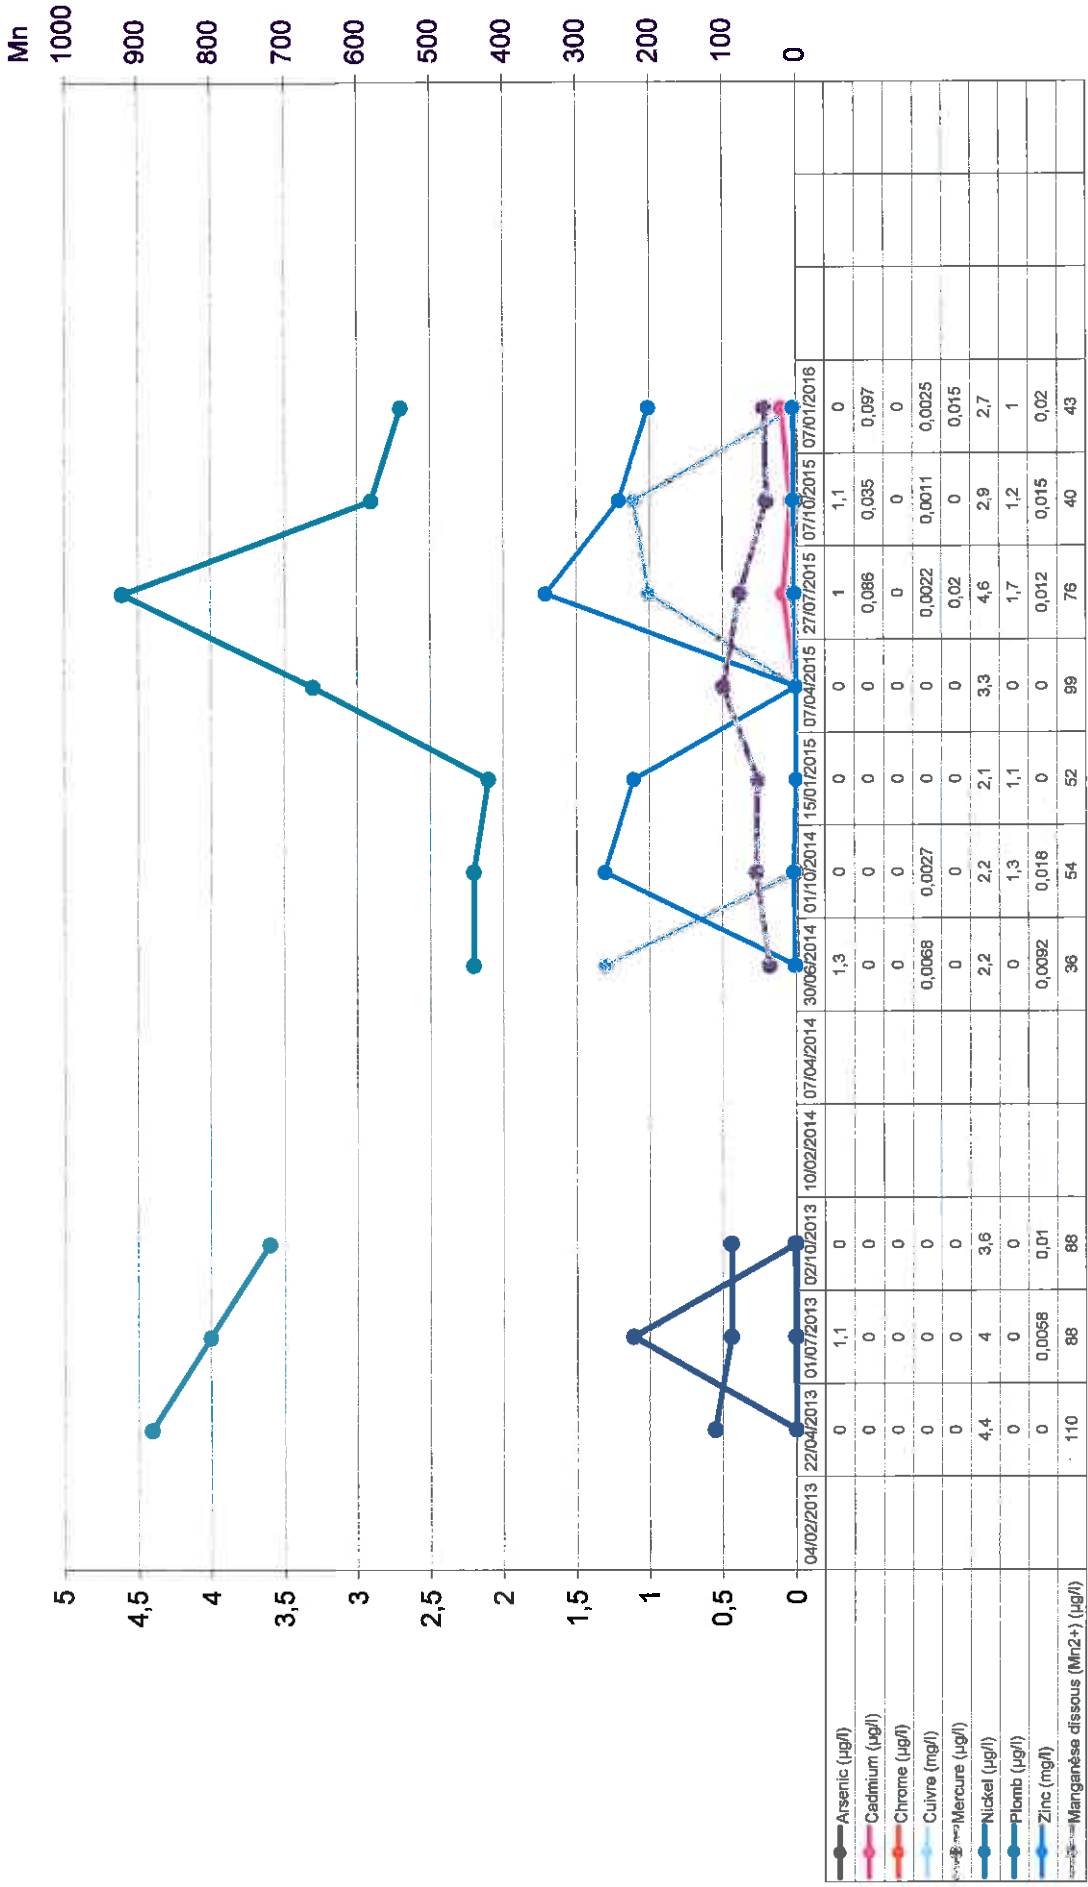 Mn
1000
900
800
700
600
500
400
300
200
100
0
5
4,5
4
3,5
3
2,5
2
1,5
1
0,5
0
04/02/2013 22/04/2013 01/07/2013 02/10/2013 10/02/2014 07/04/2014 30/06/2014 01/10/2014 15/01/2015 07/04/2015 27/07/2015 07/10/2015 07/01/2016
Arsenic (µg/l) 0 1,1 0 1,3 0 0 0 1 1,1 0
Cadmium (µg/l) 0 0 0 0 0 0 0 0,086 0,035 0,097
Chrome (µg/l) 0 0 0 0 0 0 0 0 0 0
Cuivre (mg/l) 0 0 0 0,0068 0,0027 0 0 0,0022 0,0011 0,0025
Mercure (µg/l) 0 0 0 0 0 0 0 0,02 0 0,015
Nickel (µg/l) 4,4 4 3,6 2,2 2,2 2,1 3,3 4,6 2,9 2,7
Plomb (µg/l) 0 0 0 0 1,3 1,1 0 1,7 1,2 1
Zinc (mg/l) 0 0,0058 0,01 0,0092 0,018 0 0 0,012 0,015 0,02
Manganèse dissous (Mn2+) (µg/l) 110 88 88 36 54 52 99 76 40 43